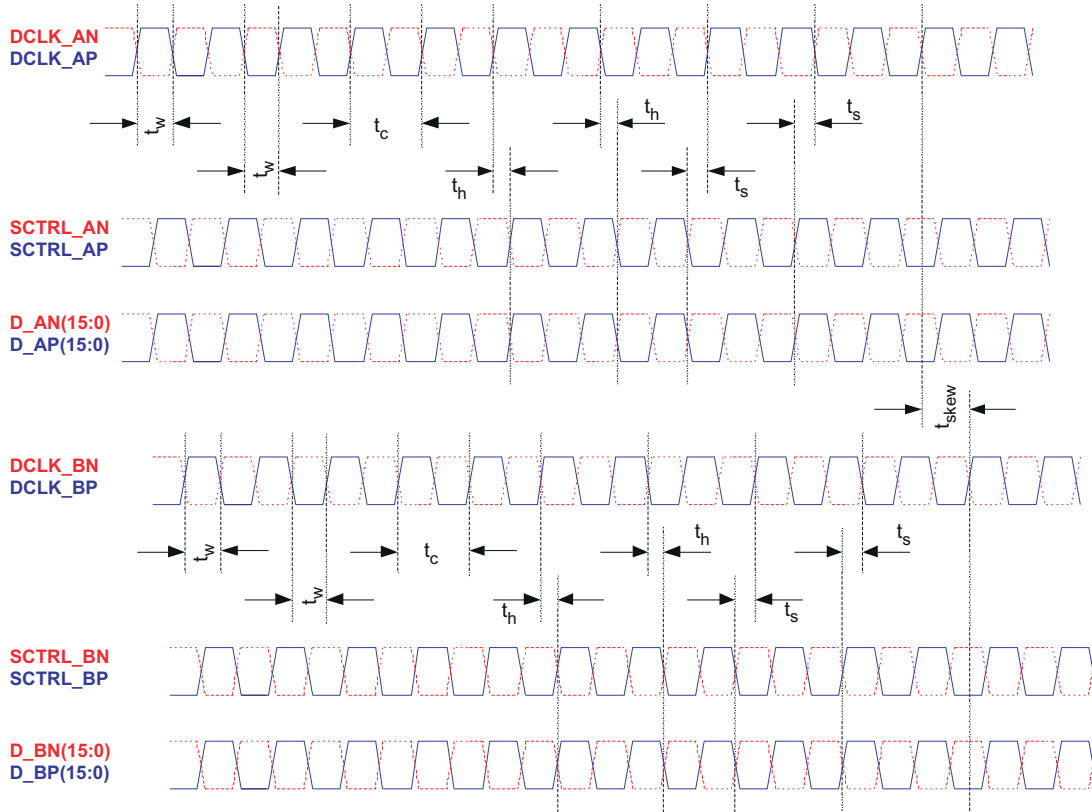 DCLK_AN
DCLK_AP
tw
tc
th
ts
tw
th
ts
SCTRL_AN
SCTRL_AP
D_AN(15:0)
D_AP(15:0)
tskew
DCLK_BN
DCLK_BP
tw
tc
th
ts
tw
th
ts
SCTRL_BN
SCTRL_BP
D_BN(15:0)
D_BP(15:0)